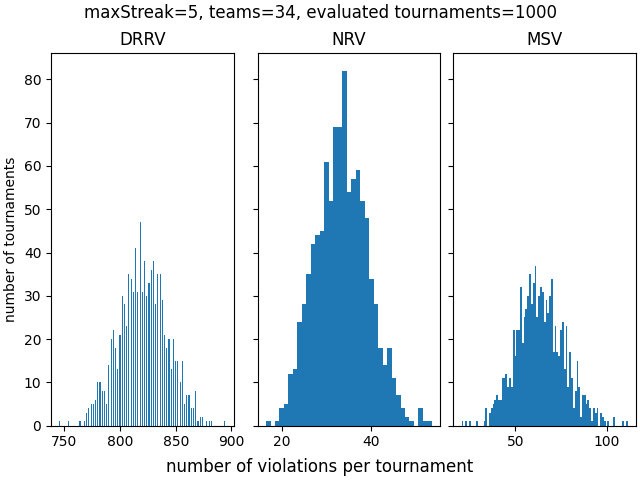 maxStreak=5, teams=34, evaluated tournaments=1000
DRRV
NRV
MSV
number of tournaments
80
70
60
50
40
30
20
10
0
750
800
850
900
20
40
50
100
number of violations per tournament